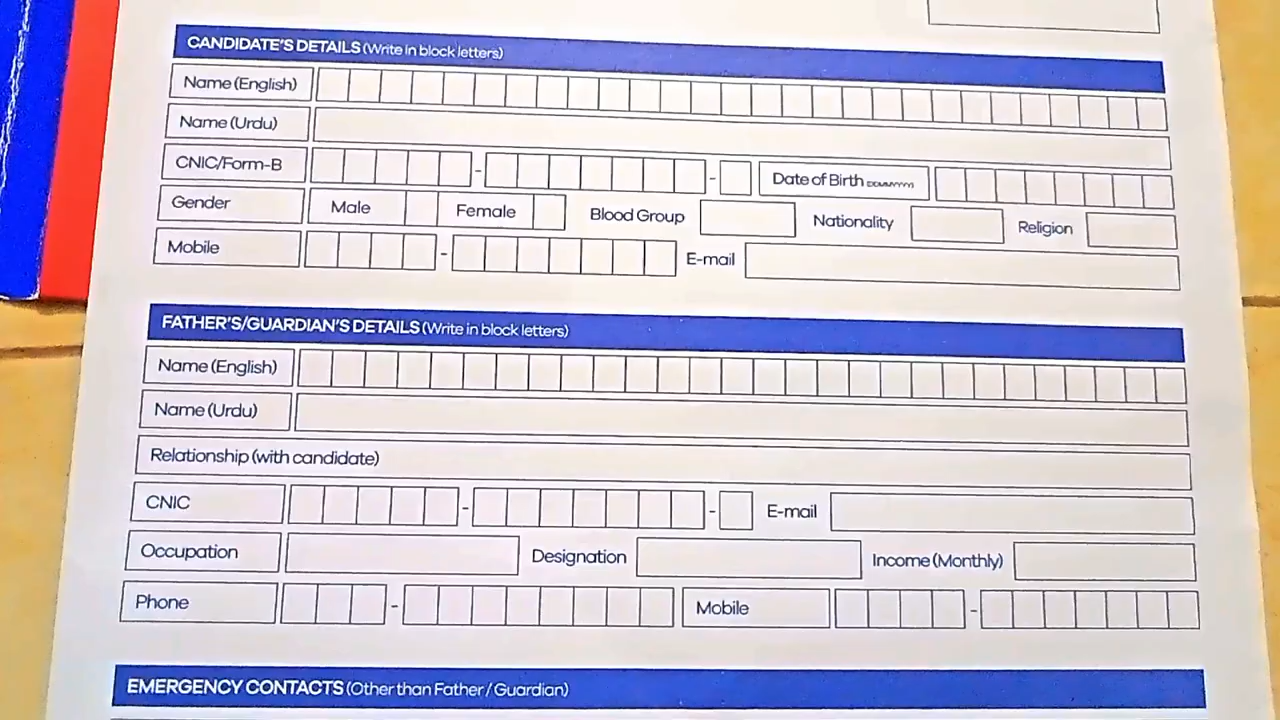 CANDIDATE'S DETAILS (Write in block letters)
Name (English)
Name (Urdu)
CNIC/Form-B - - Date of Birth DDMMYYYY
Gender Male Female Blood Group Nationality Religion
Mobile - E-mail
FATHER'S/GUARDIAN'S DETAILS (Write in block letters)
Name (English)
Name (Urdu)
Relationship (with candidate)
CNIC - - E-mail
Occupation Designation Income (Monthly)
Phone - Mobile -
EMERGENCY CONTACTS (Other than Father / Guardian)